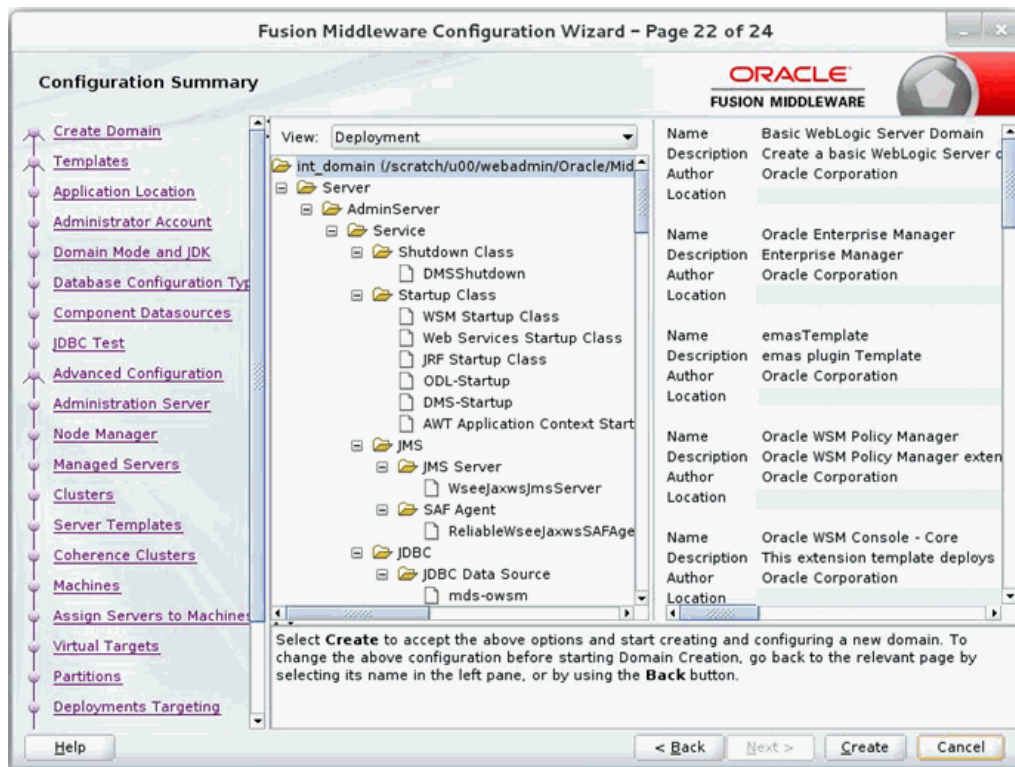 Fusion Middleware Configuration Wizard – Page 22 of 24
Configuration Summary
ORACLE
FUSION MIDDLEWARE
Create Domain
Templates
Application Location
Administrator Account
Domain Mode and JDK
Database Configuration Typ
Component Datasources
JDBC Test
Advanced Configuration
Administration Server
Node Manager
Managed Servers
Clusters
Server Templates
Coherence Clusters
Machines
Assign Servers to Machines
Virtual Targets
Partitions
Deployments Targeting
View: Deployment
int_domain (/scratch/u00/webadmin/Oracle/Mid
Server
AdminServer
Service
Shutdown Class
DMSShutdown
Startup Class
WSM Startup Class
Web Services Startup Class
JRF Startup Class
ODL-Startup
DMS-Startup
AWT Application Context Start
JMS
JMS Server
WseeJaxwsJmsServer
SAF Agent
ReliableWseeJaxwsSAFAge
JDBC
JDBC Data Source
mds-owsm
Name Basic WebLogic Server Domain
Description Create a basic WebLogic Server d
Author Oracle Corporation
Location
Name Oracle Enterprise Manager
Description Enterprise Manager
Author Oracle Corporation
Location
Name emasTemplate
Description emas plugin Template
Author Oracle Corporation
Location
Name Oracle WSM Policy Manager
Description Oracle WSM Policy Manager exten
Author Oracle Corporation
Location
Name Oracle WSM Console - Core
Description This extension template deploys
Author Oracle Corporation
Location
Select Create to accept the above options and start creating and configuring a new domain. To
change the above configuration before starting Domain Creation, go back to the relevant page by
selecting its name in the left pane, or by using the Back button.
Help
< Back
Next >
Create
Cancel